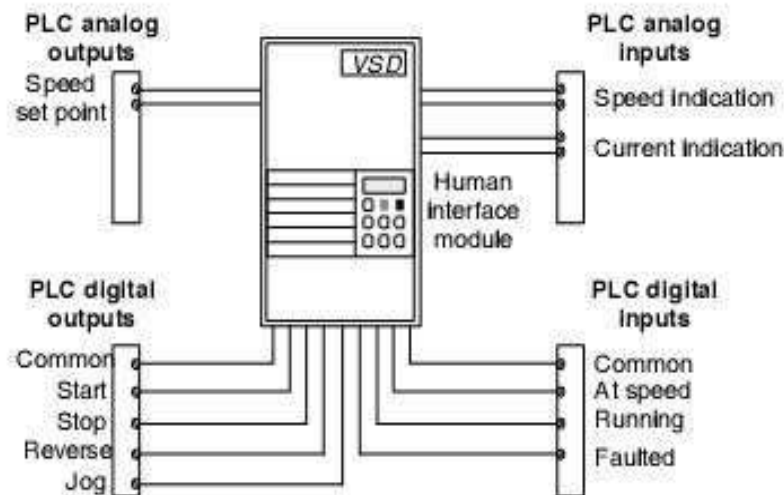 PLC analog
outputs
Speed
set point
VSD
PLC analog
inputs
Speed indication
Current indication
Human
interface
module
PLC digital
outputs
Common
Start
Stop
Reverse
Jog
PLC digital
inputs
Common
At speed
Running
Faulted